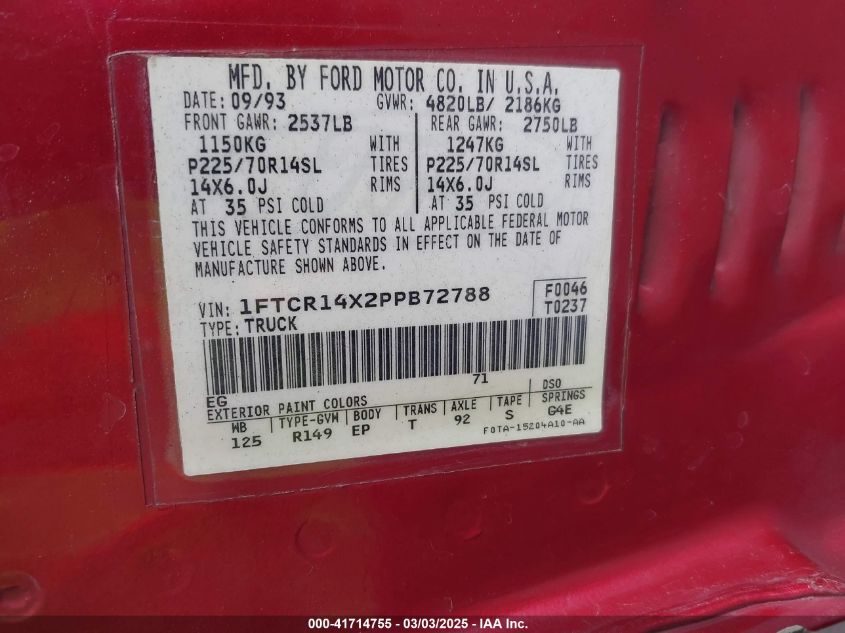 MFD. BY FORD MOTOR CO. IN U.S.A.
DATE: 09/93 GVWR: 4820LB/ 2186KG
FRONT GAWR: 2537LB REAR GAWR: 2750LB
1150KG WITH 1247KG WITH
P225/70R14SL TIRES P225/70R14SL TIRES
14X6.0J RIMS 14X6.0J RIMS
AT 35 PSI COLD AT 35 PSI COLD
THIS VEHICLE CONFORMS TO ALL APPLICABLE FEDERAL MOTOR
VEHICLE SAFETY STANDARDS IN EFFECT ON THE DATE OF
MANUFACTURE SHOWN ABOVE.
VIN: 1FTCR14X2PPB72788 F0046
TYPE: TRUCK T0237
EG 71 DSO
EXTERIOR PAINT COLORS
WB TYPE-GVW BODY TRANS AXLE TAPE SPRINGS
125 R149 EP T 92 S G4E
F0TA-15204A10-AA
000-41714755 - 03/03/2025 - IAAI.com